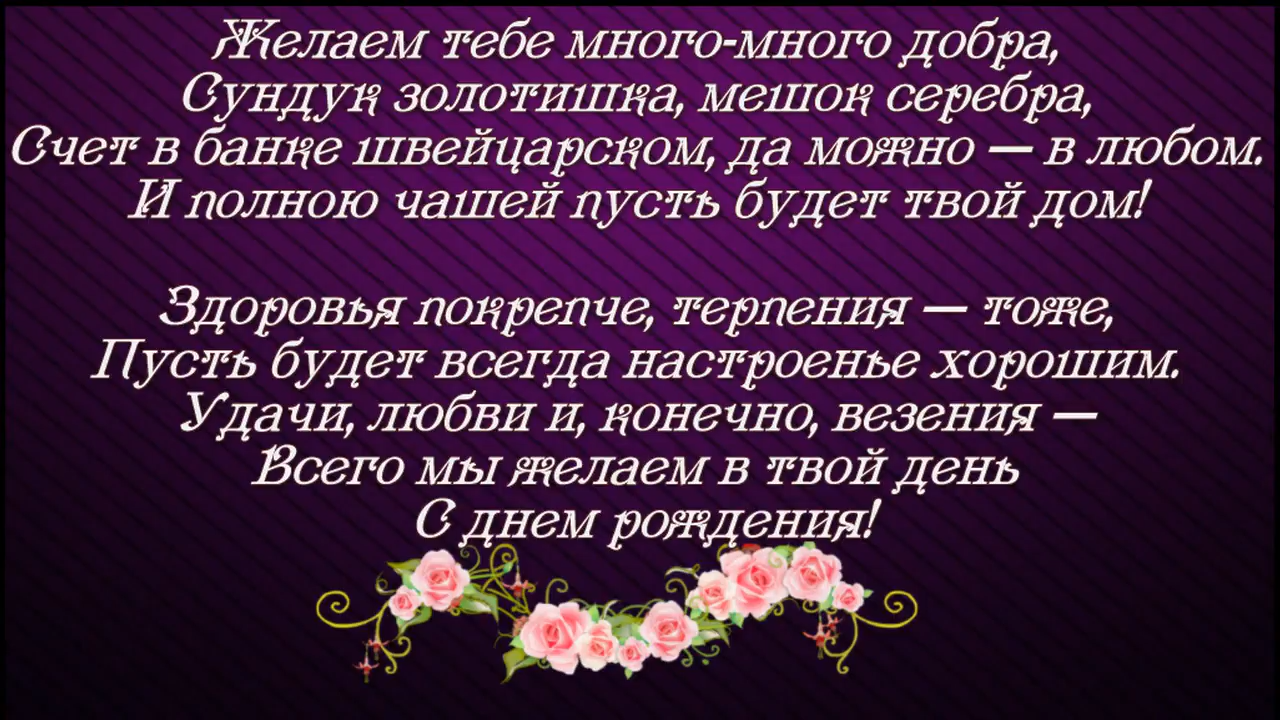 Желаем тебе много-много добра,
Сундук золотишка, мешок серебра,
Счет в банке швейцарском, да можно — в любом.
И полною чашей пусть будет твой дом!
Здоровья покрепче, терпения — тоже,
Пусть будет всегда настроенье хорошим.
Удачи, любви и, конечно, везения —
Всего мы желаем в твой день
С днем рождения!